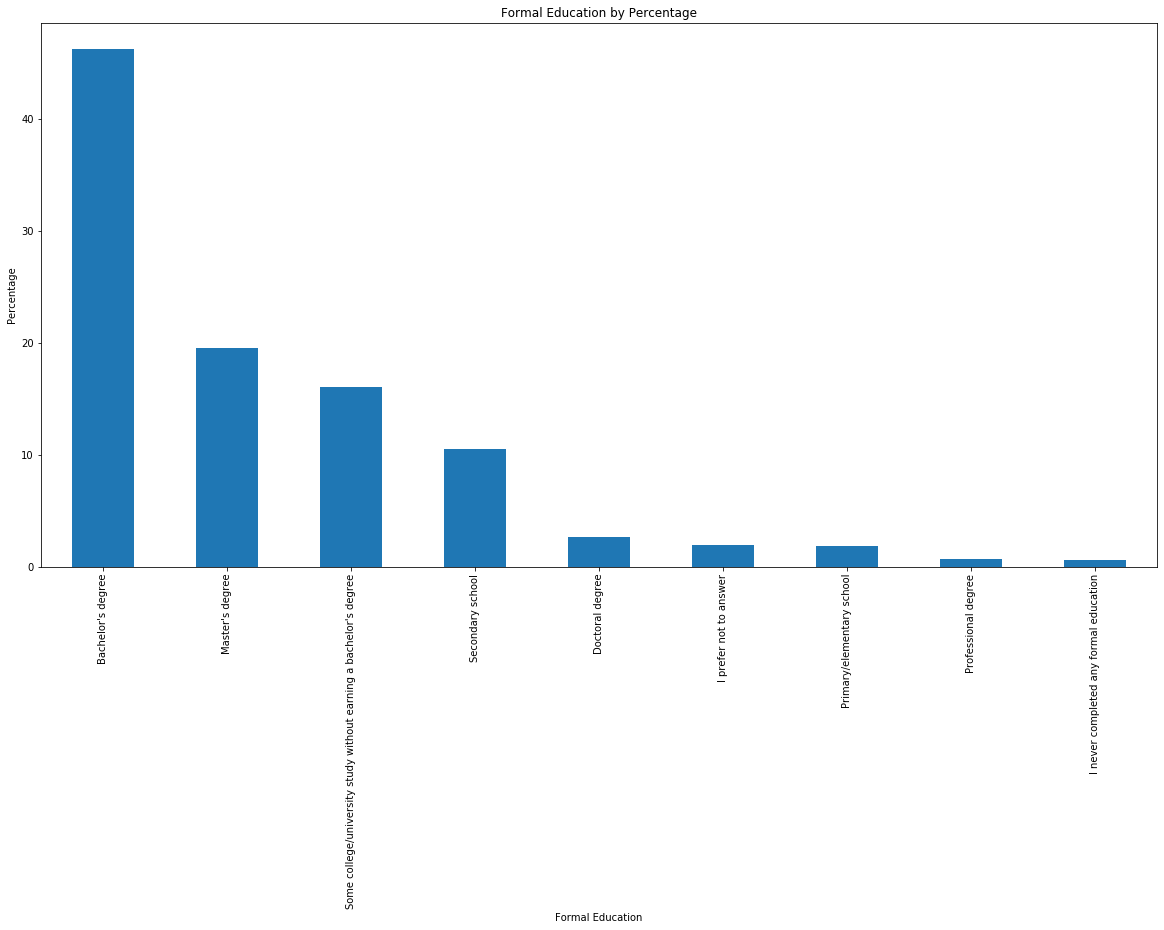 Formal Education by Percentage
Percentage
40
30
20
10
0
Bachelor's degree
Master's degree
Some college/university study without earning a bachelor's degree
Secondary school
Doctoral degree
I prefer not to answer
Primary/elementary school
Professional degree
I never completed any formal education
Formal Education